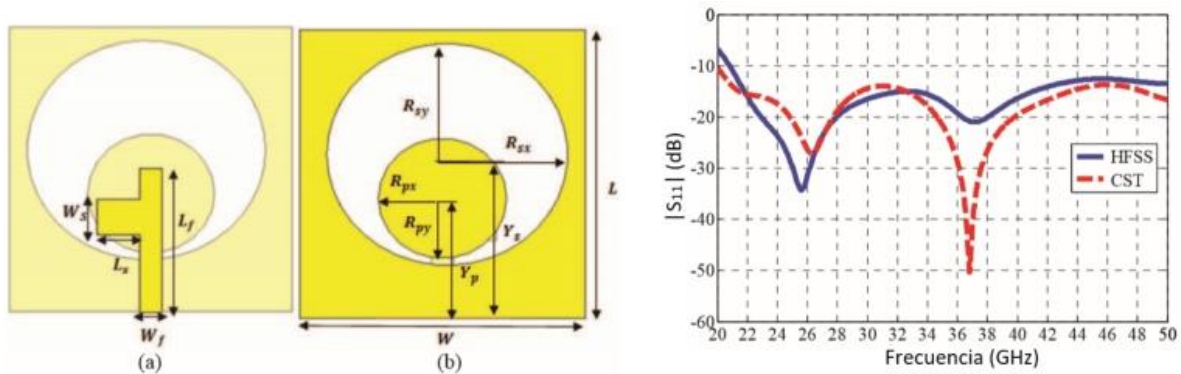 W_s
L_s
L_f
W_f
(a)
R_sy
R_sx
R_px
R_py
Y_s
Y_p
L
W
(b)
|S₁₁| (dB)
0
-10
-20
-30
-40
-50
-60
HFSS
CST
20 22 24 26 28 30 32 34 36 38 40 42 44 46 48 50
Frecuencia (GHz)